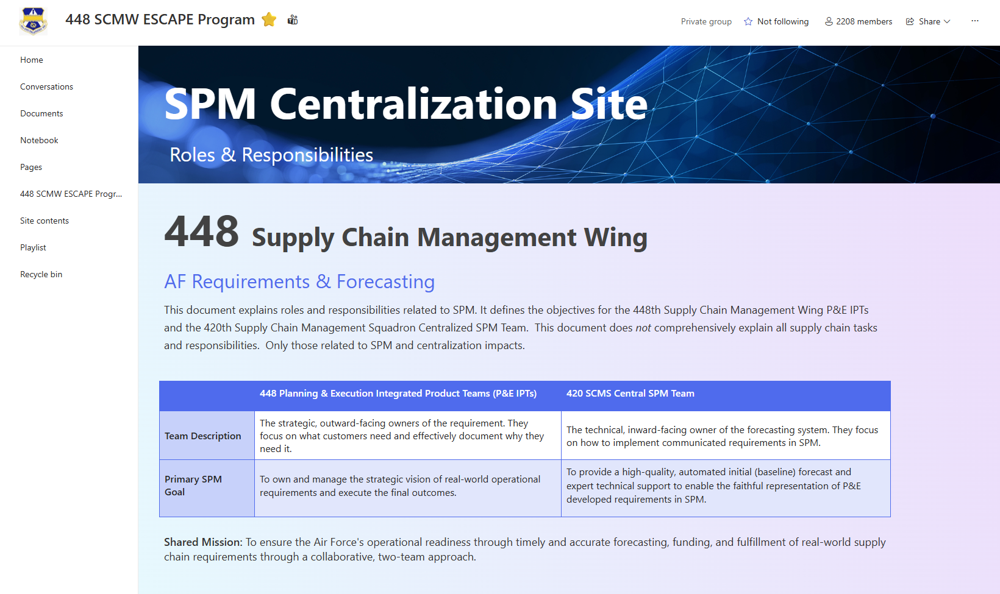 448 SCMW ESCAPE Program
Private group
Not following
2208 members
Share
Home
Conversations
Documents
Notebook
Pages
448 SCMW ESCAPE Progr...
Site contents
Playlist
Recycle bin
SPM Centralization Site
Roles & Responsibilities
448 Supply Chain Management Wing
AF Requirements & Forecasting
This document explains roles and responsibilities related to SPM. It defines the objectives for the 448th Supply Chain Management Wing P&E IPTs
and the 420th Supply Chain Management Squadron Centralized SPM Team.  This document does not comprehensively explain all supply chain tasks
and responsibilities.  Only those related to SPM and centralization impacts.
448 Planning & Execution Integrated Product Teams (P&E IPTs)
420 SCMS Central SPM Team
Team Description
The strategic, outward-facing owners of the requirement. They
focus on what customers need and effectively document why they
need it.
The technical, inward-facing owner of the forecasting system. They focus
on how to implement communicated requirements in SPM.
Primary SPM
Goal
To own and manage the strategic vision of real-world operational
requirements and execute the final outcomes.
To provide a high-quality, automated initial (baseline) forecast and
expert technical support to enable the faithful representation of P&E
developed requirements in SPM.
Shared Mission: To ensure the Air Force's operational readiness through timely and accurate forecasting, funding, and fulfillment of real-world supply
chain requirements through a collaborative, two-team approach.